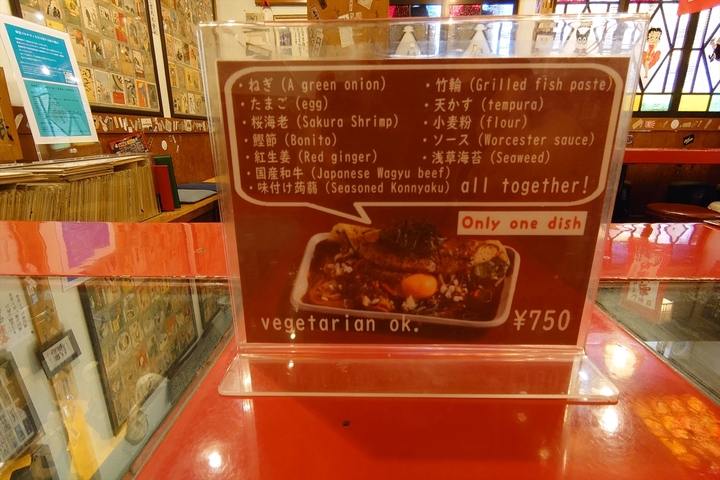 ・ねぎ (A green onion)
・たまご (egg)
・桜海老 (Sakura Shrimp)
・鰹節 (Bonito)
・紅生姜 (Red ginger)
・国産和牛 (Japanese Wagyu beef)
・味付け蒟蒻 (Seasoned Konnyaku)
・竹輪 (Grilled fish paste)
・天かす (tempura)
・小麦粉 (flour)
・ソース (Worcester sauce)
・浅草海苔 (Seaweed)
all together!
Only one dish
vegetarian ok.
¥750